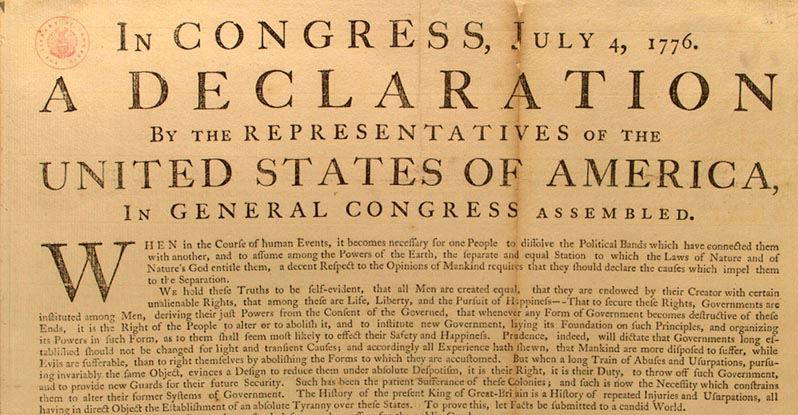 IN CONGRESS, JULY 4, 1776.
A DECLARATION
BY THE REPRESENTATIVES OF THE
UNITED STATES OF AMERICA,
IN GENERAL CONGRESS ASSEMBLED.
WHEN in the Courſe of human Events, it becomes neceſſary for one People to diſſolve the Political Bands which have connected them
with another, and to aſſume among the Powers of the Earth, the ſeparate and equal Station to which the Laws of Nature and of
Nature's God entitle them, a decent Reſpect to the Opinions of Mankind requires that they ſhould declare the cauſes which impel them
to the Separation.
WE hold theſe Truths to be ſelf-evident, that all Men are created equal, that they are endowed by their Creator with certain
unalienable Rights, that among theſe are Life, Liberty, and the Purſuit of Happineſs—-That to ſecure theſe Rights, Governments are
inſtituted among Men, deriving their juſt Powers from the Conſent of the Governed, that whenever any Form of Government becomes deſtructive of theſe
Ends, it is the Right of the People to alter or to aboliſh it, and to inſtitute new Government, laying its Foundation on ſuch Principles, and organizing
its Powers in ſuch Form, as to them ſhall ſeem moſt likely to effect their Safety and Happineſs. Prudence, indeed, will dictate that Governments long eſ-
tabliſhed ſhould not be changed for light and tranſient Cauſes; and accordingly all Experience hath ſhewn, that Mankind are more diſpoſed to ſuffer, while
Evils are ſufferable, than to right themſelves by aboliſhing the Forms to which they are accuſtomed. But when a long Train of Abuſes and Uſurpations, purſu-
ing invariably the ſame Object, evinces a Deſign to reduce them under abſolute Deſpotiſm, it is their Right, it is their Duty, to throw off ſuch Government,
and to provide new Guards for their future Security. Such has been the patient Sufferance of theſe Colonies; and ſuch is now the Neceſſity which conſtrains
them to alter their former Syſtems of Government. The Hiſtory of the preſent King of Great-Britain is a Hiſtory of repeated Injuries and Uſurpations, all
having in direct Object the Eſtabliſhment of an abſolute Tyranny over theſe States. To prove this, let Facts be ſubmitted to a candid World.